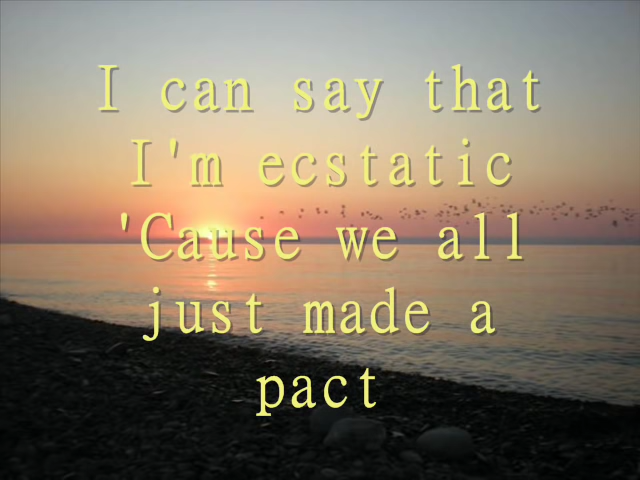 I can say that
I'm ecstatic
'Cause we all
just made a
pact